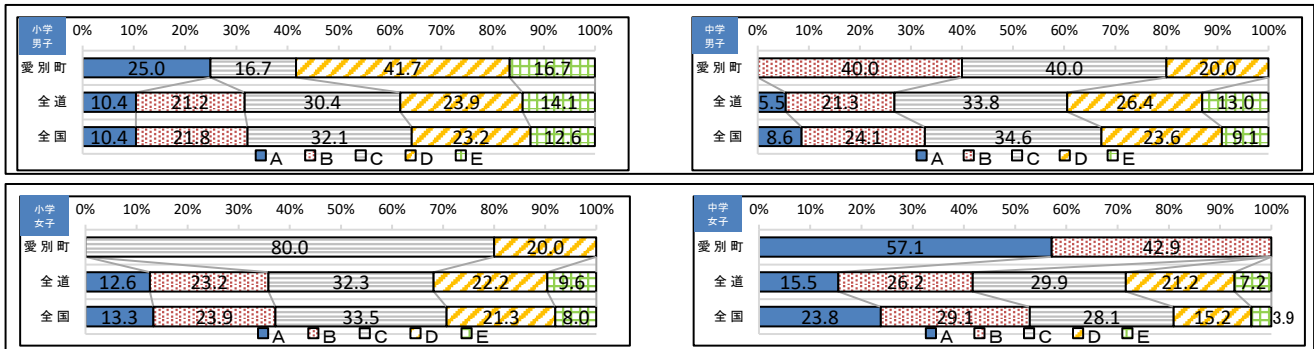 小学
男子
0% 10% 20% 30% 40% 50% 60% 70% 80% 90% 100%
愛別町 25.0 16.7 41.7 16.7
全道 10.4 21.2 30.4 23.9 14.1
全国 10.4 21.8 32.1 23.2 12.6
A B C D E
中学
男子
0% 10% 20% 30% 40% 50% 60% 70% 80% 90% 100%
愛別町 40.0 40.0 20.0
全道 5.5 21.3 33.8 26.4 13.0
全国 8.6 24.1 34.6 23.6 9.1
A B C D E
小学
女子
0% 10% 20% 30% 40% 50% 60% 70% 80% 90% 100%
愛別町 80.0 20.0
全道 12.6 23.2 32.3 22.2 9.6
全国 13.3 23.9 33.5 21.3 8.0
A B C D E
中学
女子
0% 10% 20% 30% 40% 50% 60% 70% 80% 90% 100%
愛別町 57.1 42.9
全道 15.5 26.2 29.9 21.2 7.2
全国 23.8 29.1 28.1 15.2 3.9
A B C D E